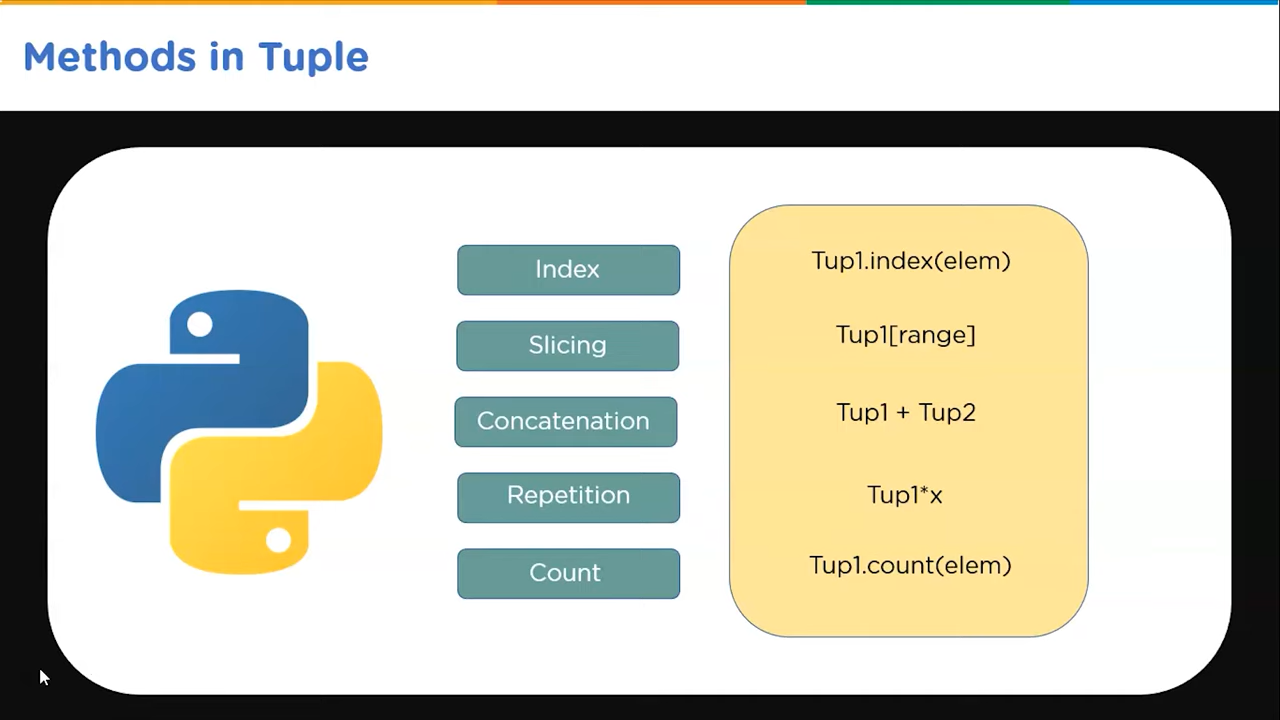 Methods in Tuple
Index
Tup1.index(elem)
Slicing
Tup1[range]
Concatenation
Tup1 + Tup2
Repetition
Tup1*x
Count
Tup1.count(elem)